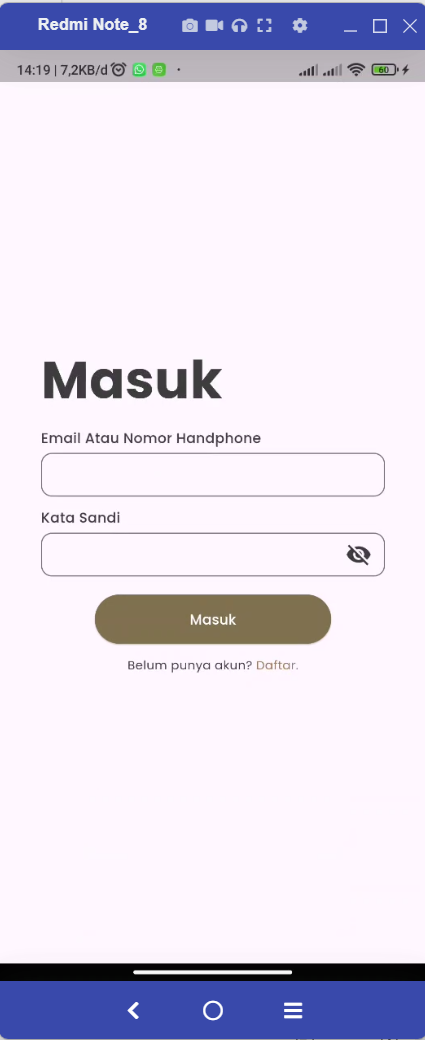 Redmi Note_8
14:19 | 7,2KB/d
60
Masuk
Email Atau Nomor Handphone
Kata Sandi
Masuk
Belum punya akun? Daftar.